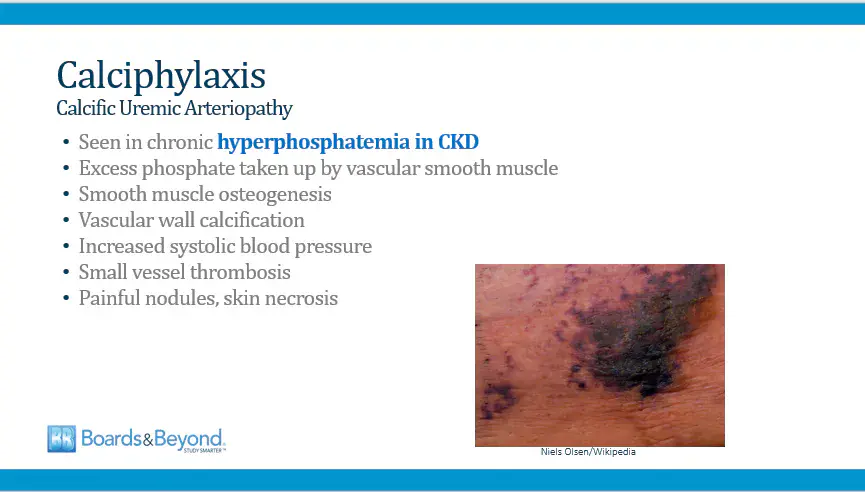 Calciphylaxis
Calcific Uremic Arteriopathy
• Seen in chronic hyperphosphatemia in CKD
• Excess phosphate taken up by vascular smooth muscle
• Smooth muscle osteogenesis
• Vascular wall calcification
• Increased systolic blood pressure
• Small vessel thrombosis
• Painful nodules, skin necrosis
BB Boards&Beyond.
STUDY SMARTER™
Niels Olsen/Wikipedia